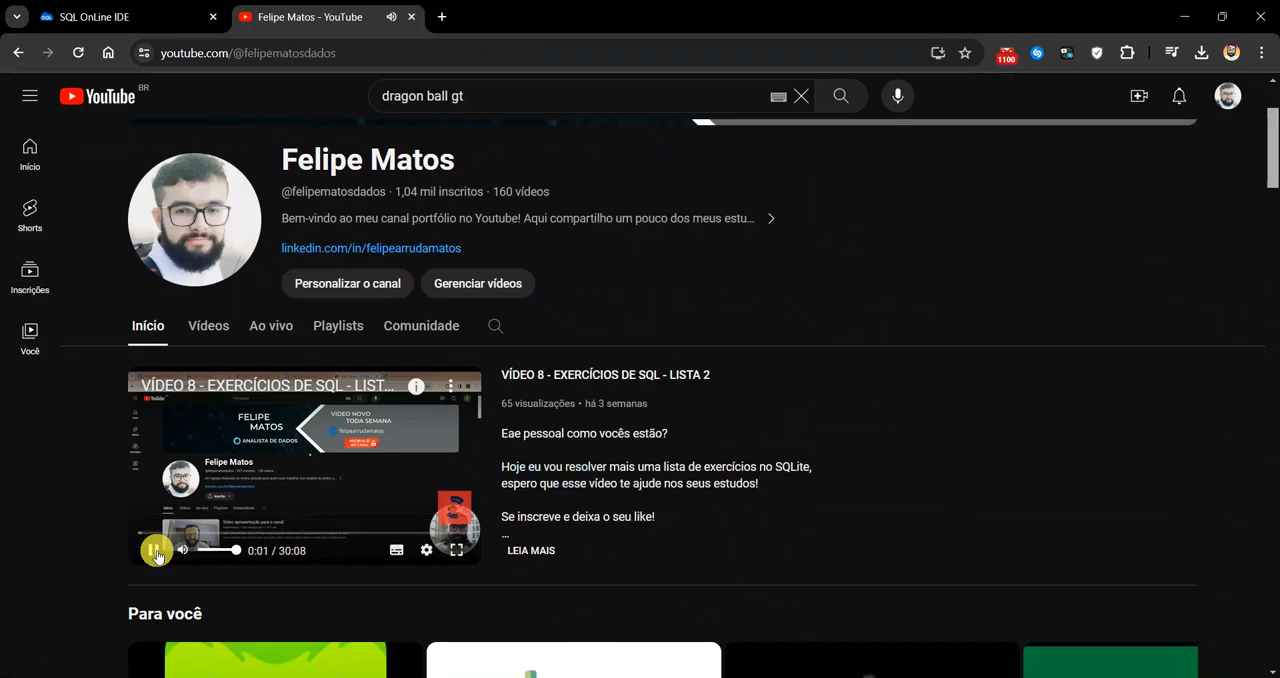 SQL OnLine IDE
Felipe Matos - YouTube
youtube.com/@felipematosdados
1100
YouTube BR
dragon ball gt
Felipe Matos
@felipematosdados · 1,04 mil inscritos · 160 vídeos
Bem-vindo ao meu canal portfólio no Youtube! Aqui compartilho um pouco dos meus estu...
linkedin.com/in/felipearrudamatos
Personalizar o canal
Gerenciar vídeos
Início
Shorts
Inscrições
Você
Início
Vídeos
Ao vivo
Playlists
Comunidade
VÍDEO 8 - EXERCÍCIOS DE SQL - LIST...
FELIPE
MATOS
ANALISTA DE DADOS
VÍDEO NOVO
TODA SEMANA
felipearrudamatos
Felipe Matos
0:01 / 30:08
VÍDEO 8 - EXERCÍCIOS DE SQL - LISTA 2
65 visualizações • há 3 semanas
Eae pessoal como vocês estão?
Hoje eu vou resolver mais uma lista de exercícios no SQLite,
espero que esse vídeo te ajude nos seus estudos!
Se inscreve e deixa o seu like!
...
LEIA MAIS
Para você